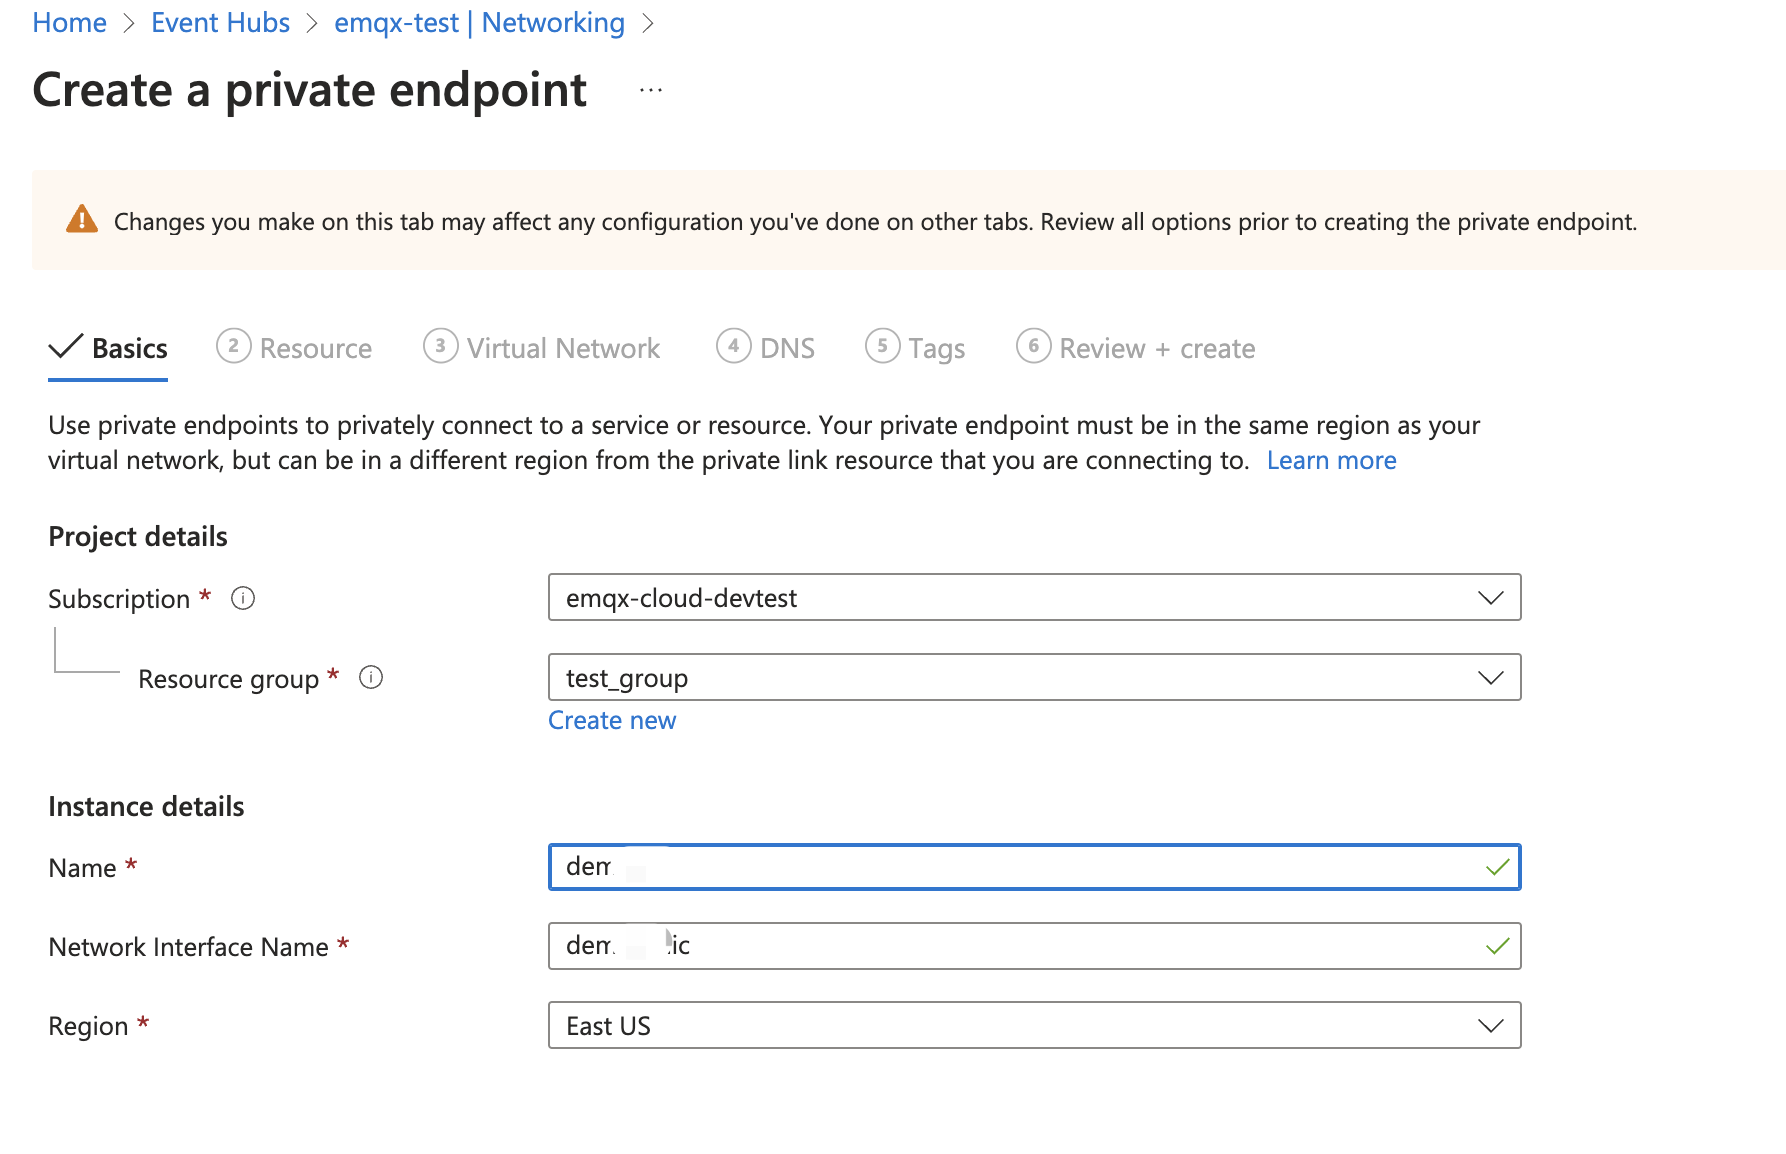 Home > Event Hubs > emqx-test | Networking >
Create a private endpoint ...
Changes you make on this tab may affect any configuration you've done on other tabs. Review all options prior to creating the private endpoint.
Basics 2 Resource 3 Virtual Network 4 DNS 5 Tags 6 Review + create
Use private endpoints to privately connect to a service or resource. Your private endpoint must be in the same region as your
virtual network, but can be in a different region from the private link resource that you are connecting to. Learn more
Project details
Subscription * emqx-cloud-devtest
Resource group * test_group
Create new
Instance details
Name *
Network Interface Name *
Region * East US